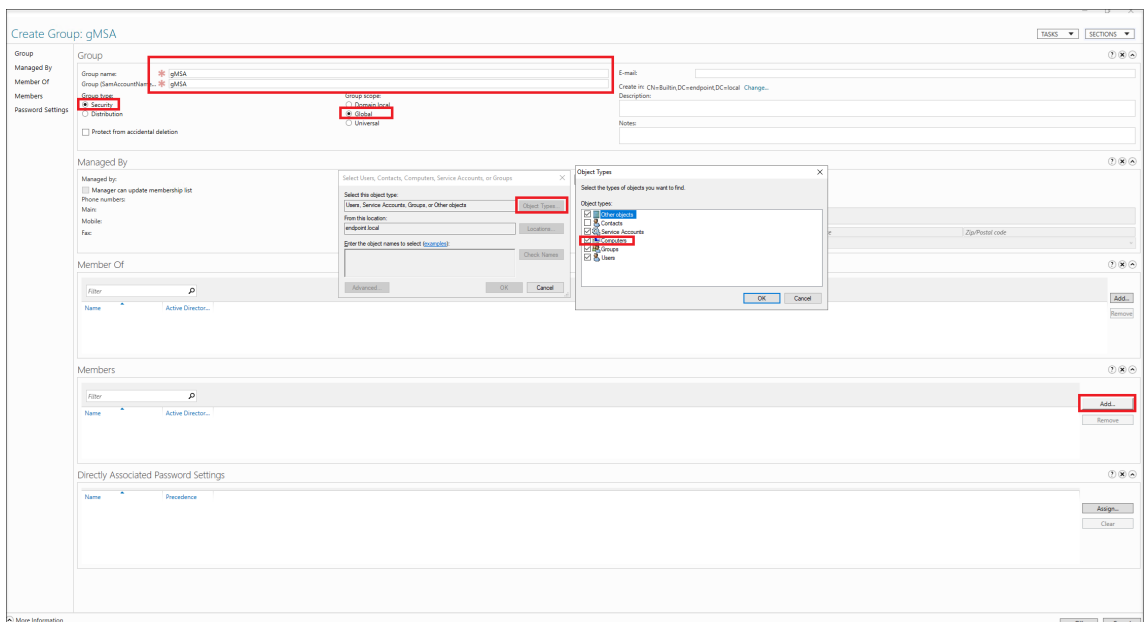 Create Group: gMSA
TASKS
SECTIONS
Group
Managed By
Member Of
Members
Password Settings
Group
Group name:
gMSA
Group (SamAccountName...
gMSA
Group type:
Security
Distribution
Group scope:
Domain local
Global
Universal
Protect from accidental deletion
E-mail:
Create in: CN=Builtin,DC=endpoint,DC=local Change...
Description:
Notes:
Managed By
Managed by:
Manager can update membership list
Phone numbers:
Main:
Mobile:
Fax:
Zip/Postal code
Select Users, Contacts, Computers, Service Accounts, or Groups
Select this object type:
Users, Service Accounts, Groups, or Other objects
Object Types...
From this location:
endpoint.local
Locations...
Enter the object names to select (examples):
Check Names
Advanced...
OK
Cancel
Object Types
Select the types of objects you want to find.
Object types:
Other objects
Contacts
Service Accounts
Computers
Groups
Users
OK
Cancel
Member Of
Filter
Name
Active Director...
Add...
Remove
Members
Filter
Name
Active Director...
Add...
Remove
Directly Associated Password Settings
Name
Precedence
Assign...
Clear
More Information